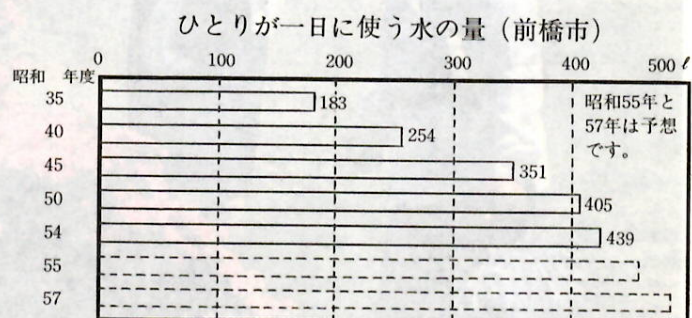 ひとりが一日に使う水の量（前橋市）
0 100 200 300 400 500 ℓ
昭和 年度
35 183
40 254
45 351
50 405
54 439
55
57
昭和55年と
57年は予想
です。